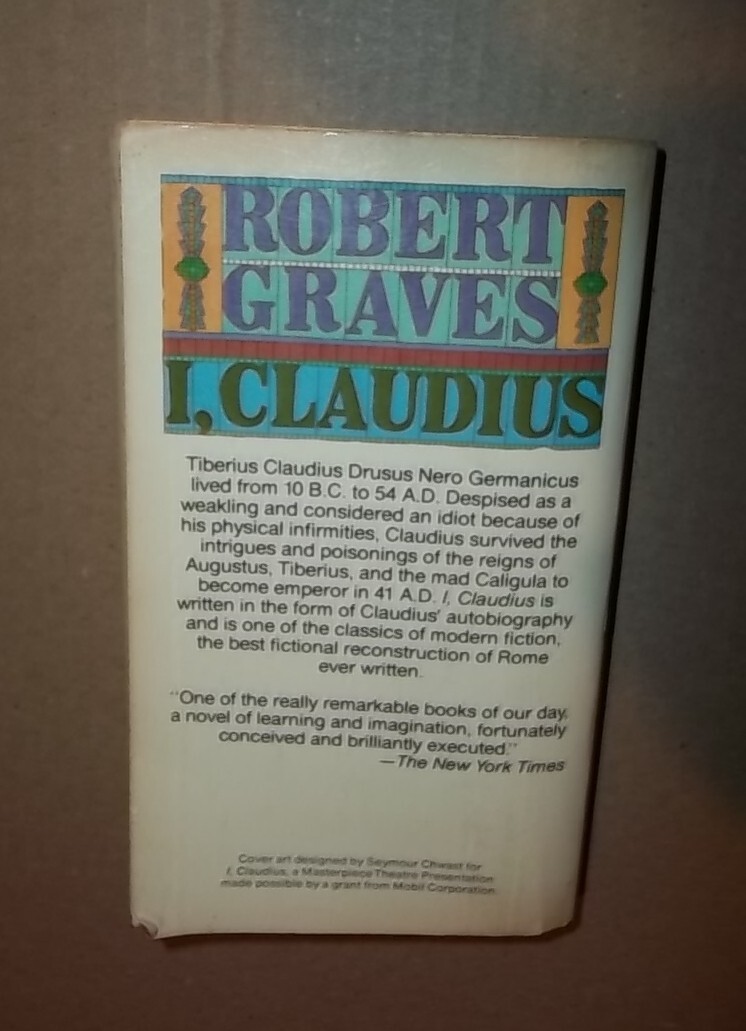 ROBERT
GRAVES
I, CLAUDIUS
Tiberius Claudius Drusus Nero Germanicus
lived from 10 B.C. to 54 A.D. Despised as a
weakling and considered an idiot because of
his physical infirmities, Claudius survived the
intrigues and poisonings of the reigns of
Augustus, Tiberius, and the mad Caligula to
become emperor in 41 A.D. I, Claudius is
written in the form of Claudius' autobiography
and is one of the classics of modern fiction,
the best fictional reconstruction of Rome
ever written.
"One of the really remarkable books of our day,
a novel of learning and imagination, fortunately
conceived and brilliantly executed."
—The New York Times
Cover art designed by Seymour Chwast for
I, Claudius, a Masterpiece Theatre Presentation
made possible by a grant from Mobil Corporation